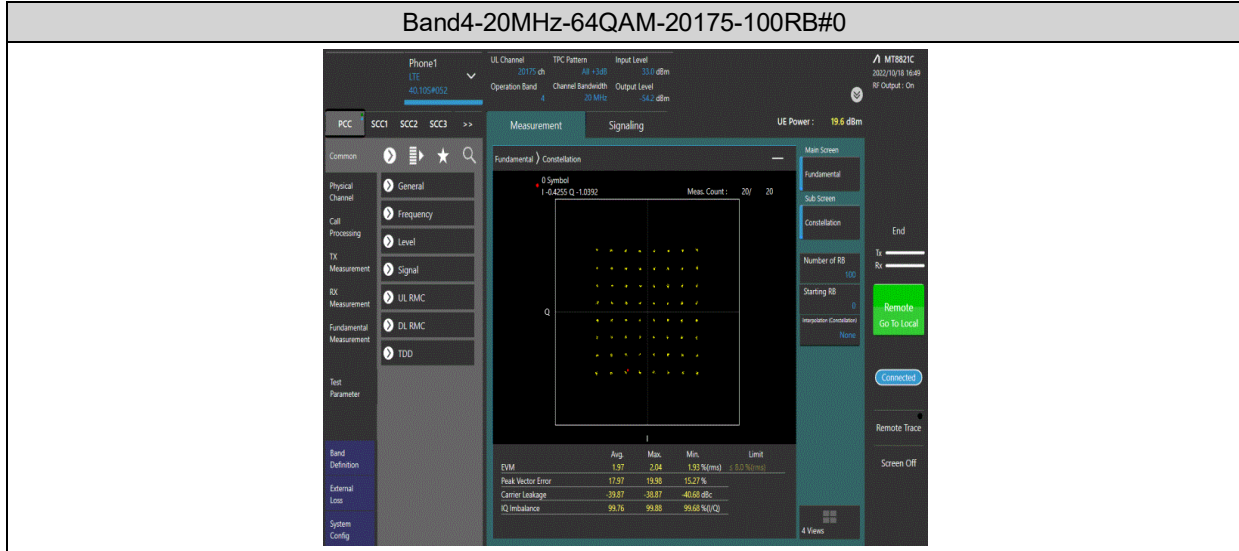 Band4-20MHz-64QAM-20175-100RB#0
Phone1
LTE
40.10S#052
UL Channel
20175 ch
TPC Pattern
All +3dB
Input Level
33.0 dBm
Operation Band
4
Channel Bandwidth
20 MHz
Output Level
-54.2 dBm
MT8821C
2022/10/18 16:49
RF Output : On
PCC SCC1 SCC2 SCC3 >>
Measurement Signaling UE Power : 19.6 dBm
Common
Physical
Channel
Call
Processing
TX
Measurement
RX
Measurement
Fundamental
Measurement
Test
Parameter
Band
Definition
External
Loss
System
Config
General
Frequency
Level
Signal
UL RMC
DL RMC
TDD
Fundamental Constellation
0 Symbol
I -0.4255 Q -1.0392 Meas. Count : 20/ 20
Q
I
Avg. Max. Min. Limit
EVM 1.97 2.04 1.93 %(rms) ≤ 8.0 %(rms)
Peak Vector Error 17.97 19.98 15.27 %
Carrier Leakage -39.87 -38.87 -40.68 dBc
IQ Imbalance 99.76 99.88 99.68 %(I/Q)
Main Screen
Fundamental
Sub Screen
Constellation
Number of RB
100
Starting RB
0
Interpolation (Constellation)
None
4 Views
End
Tx
Rx
Remote
Go To Local
Connected
Remote Trace
Screen Off